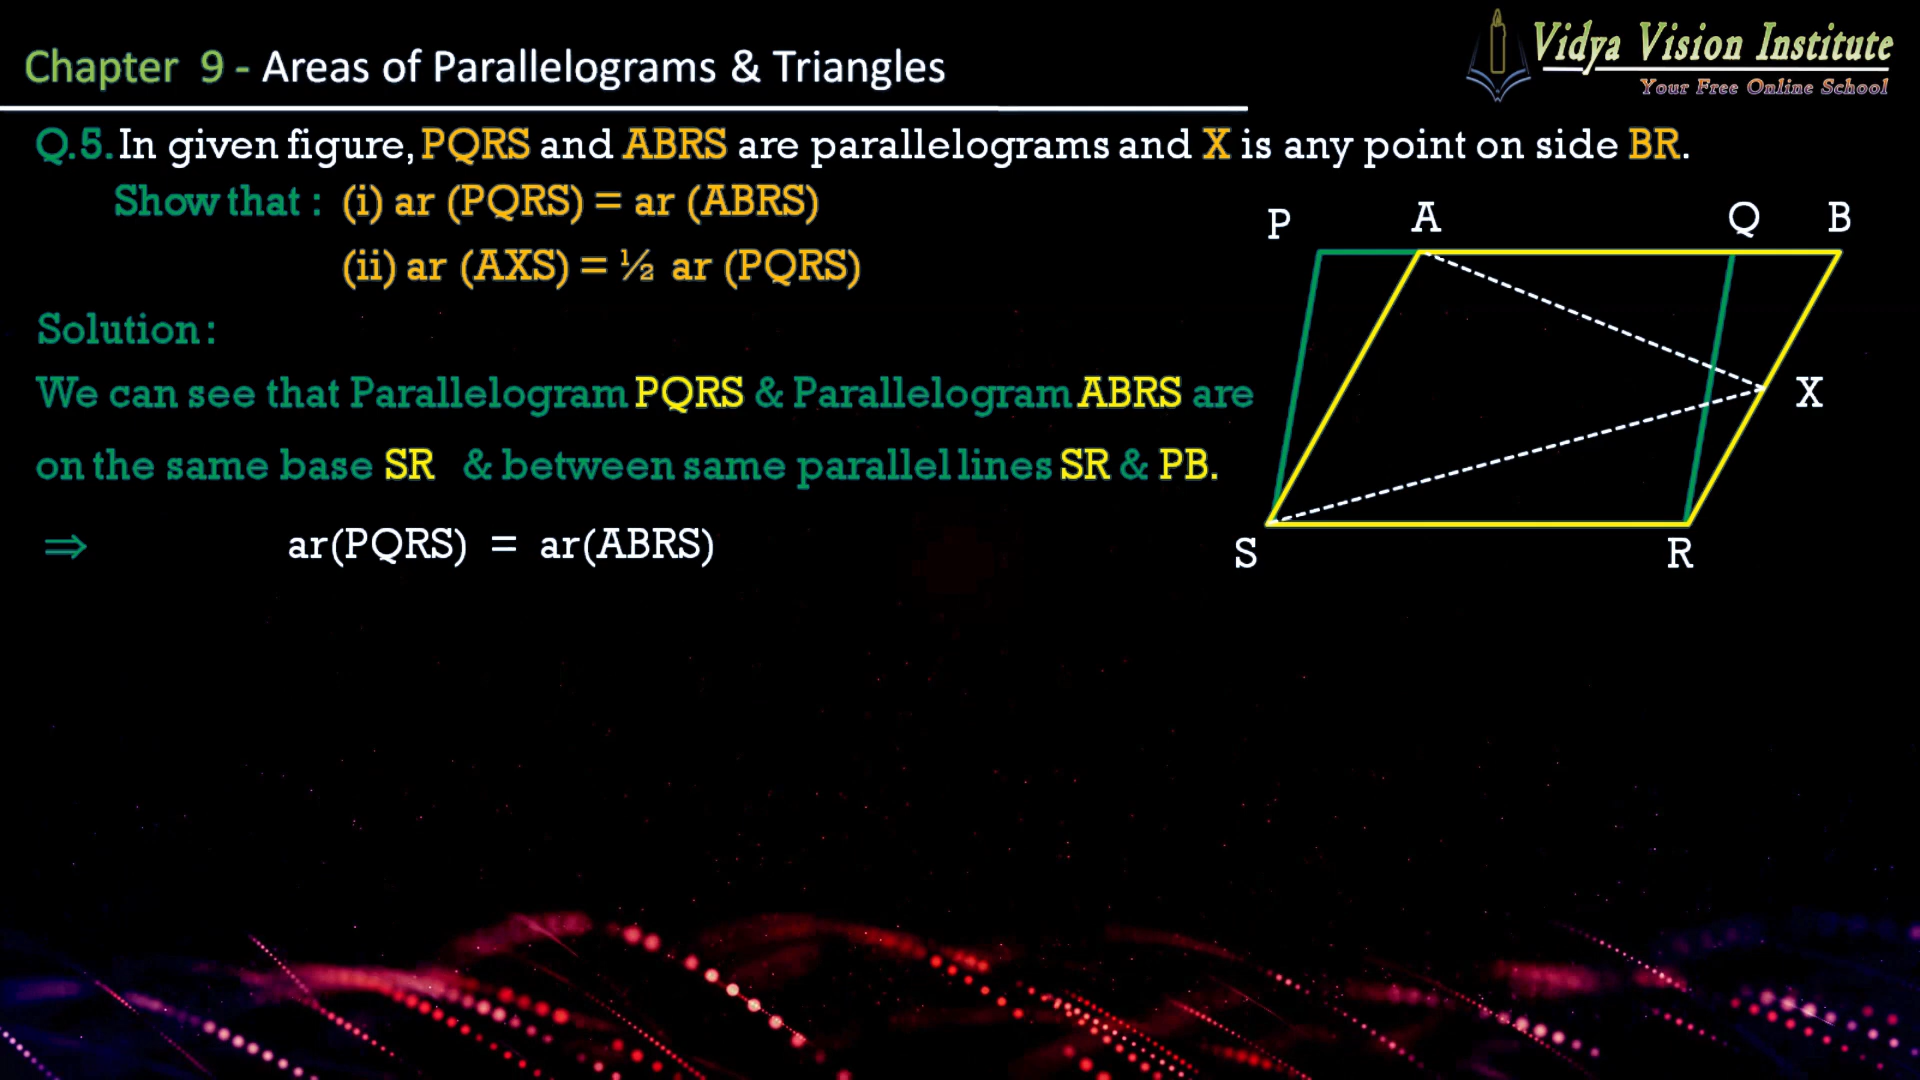 Chapter 9 - Areas of Parallelograms & Triangles
Vidya Vision Institute
Your Free Online School
Q.5. In given figure, PQRS and ABRS are parallelograms and X is any point on side BR.
Show that : (i) ar (PQRS) = ar (ABRS)
(ii) ar (AXS) = ½ ar (PQRS)
P A Q B
Solution :
We can see that Parallelogram PQRS & Parallelogram ABRS are
X
on the same base SR & between same parallel lines SR & PB.
⇒ ar(PQRS) = ar(ABRS)
S R